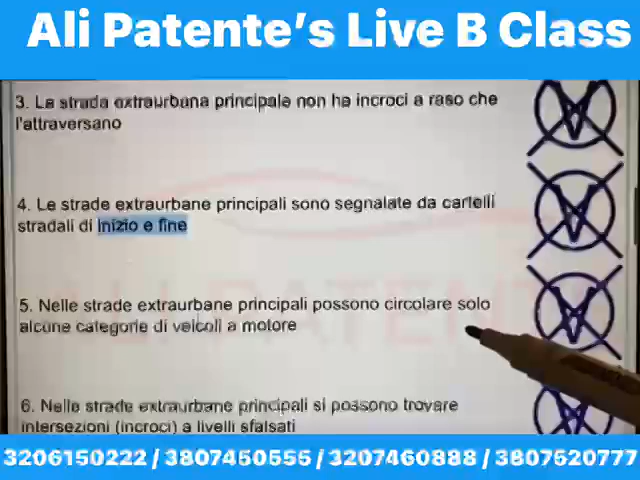 Ali Patente's Live B Class
3. La strada extraurbana principale non ha incroci a raso che
l'attraversano
4. Le strade extraurbane principali sono segnalate da cartelli
stradali di inizio e fine
5. Nelle strade extraurbane principali possono circolare solo
alcune categorie di veicoli a motore
6. Nelle strade extraurbane principali si possono trovare
intersezioni (incroci) a livelli sfalsati
V
V
V
V
3206150222 / 3807450555 / 3207460888 / 3807520777